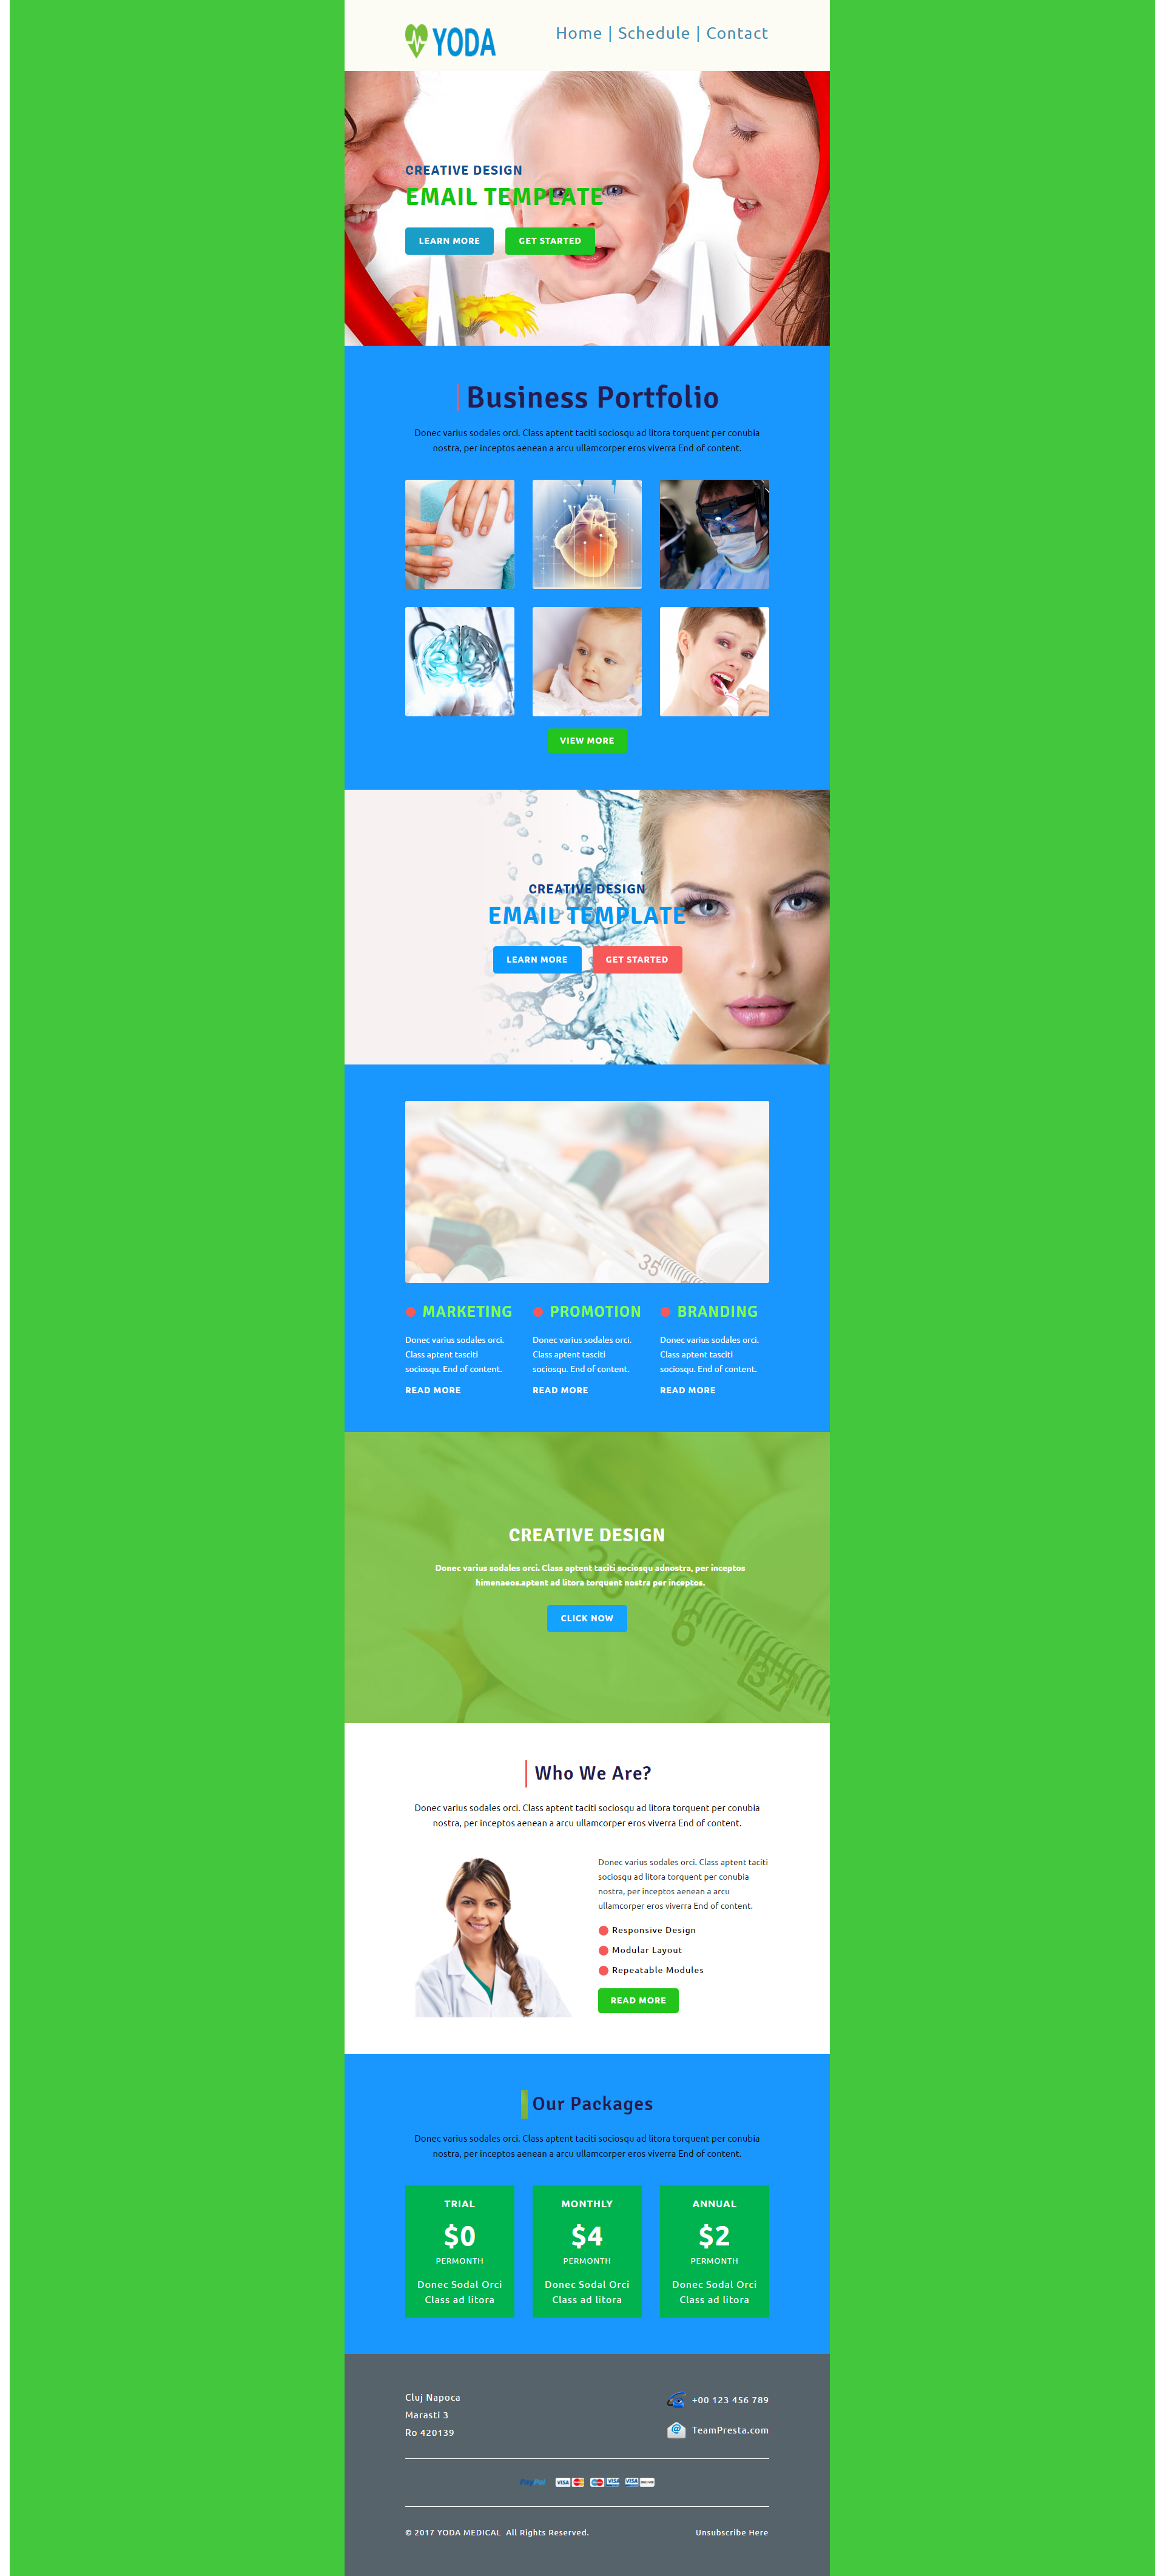 YODA
Home | Schedule | Contact
CREATIVE DESIGN
EMAIL TEMPLATE
LEARN MORE
GET STARTED
Business Portfolio
Donec varius sodales orci. Class aptent taciti sociosqu ad litora torquent per conubia
nostra, per inceptos aenean a arcu ullamcorper eros viverra End of content.
VIEW MORE
CREATIVE DESIGN
EMAIL TEMPLATE
LEARN MORE
GET STARTED
35
MARKETING
Donec varius sodales orci.
Class aptent tasciti
sociosqu. End of content.
READ MORE
PROMOTION
Donec varius sodales orci.
Class aptent tasciti
sociosqu. End of content.
READ MORE
BRANDING
Donec varius sodales orci.
Class aptent tasciti
sociosqu. End of content.
READ MORE
CREATIVE DESIGN
Donec varius sodales orci. Class aptent taciti sociosqu adnostra, per inceptos
himenaeos.aptent ad litora torquent nostra per inceptos.
CLICK NOW
35
6
37
Who We Are?
Donec varius sodales orci. Class aptent taciti sociosqu ad litora torquent per conubia
nostra, per inceptos aenean a arcu ullamcorper eros viverra End of content.
Donec varius sodales orci. Class aptent taciti
sociosqu ad litora torquent per conubia
nostra, per inceptos aenean a arcu
ullamcorper eros viverra End of content.
Responsive Design
Modular Layout
Repeatable Modules
READ MORE
Our Packages
Donec varius sodales orci. Class aptent taciti sociosqu ad litora torquent per conubia
nostra, per inceptos aenean a arcu ullamcorper eros viverra End of content.
TRIAL
$0
PERMONTH
Donec Sodal Orci
Class ad litora
MONTHLY
$4
PERMONTH
Donec Sodal Orci
Class ad litora
ANNUAL
$2
PERMONTH
Donec Sodal Orci
Class ad litora
Cluj Napoca
Marasti 3
Ro 420139
+00 123 456 789
TeamPresta.com
PayPal VISA VISA VISA
© 2017 YODA MEDICAL All Rights Reserved.
Unsubscribe Here